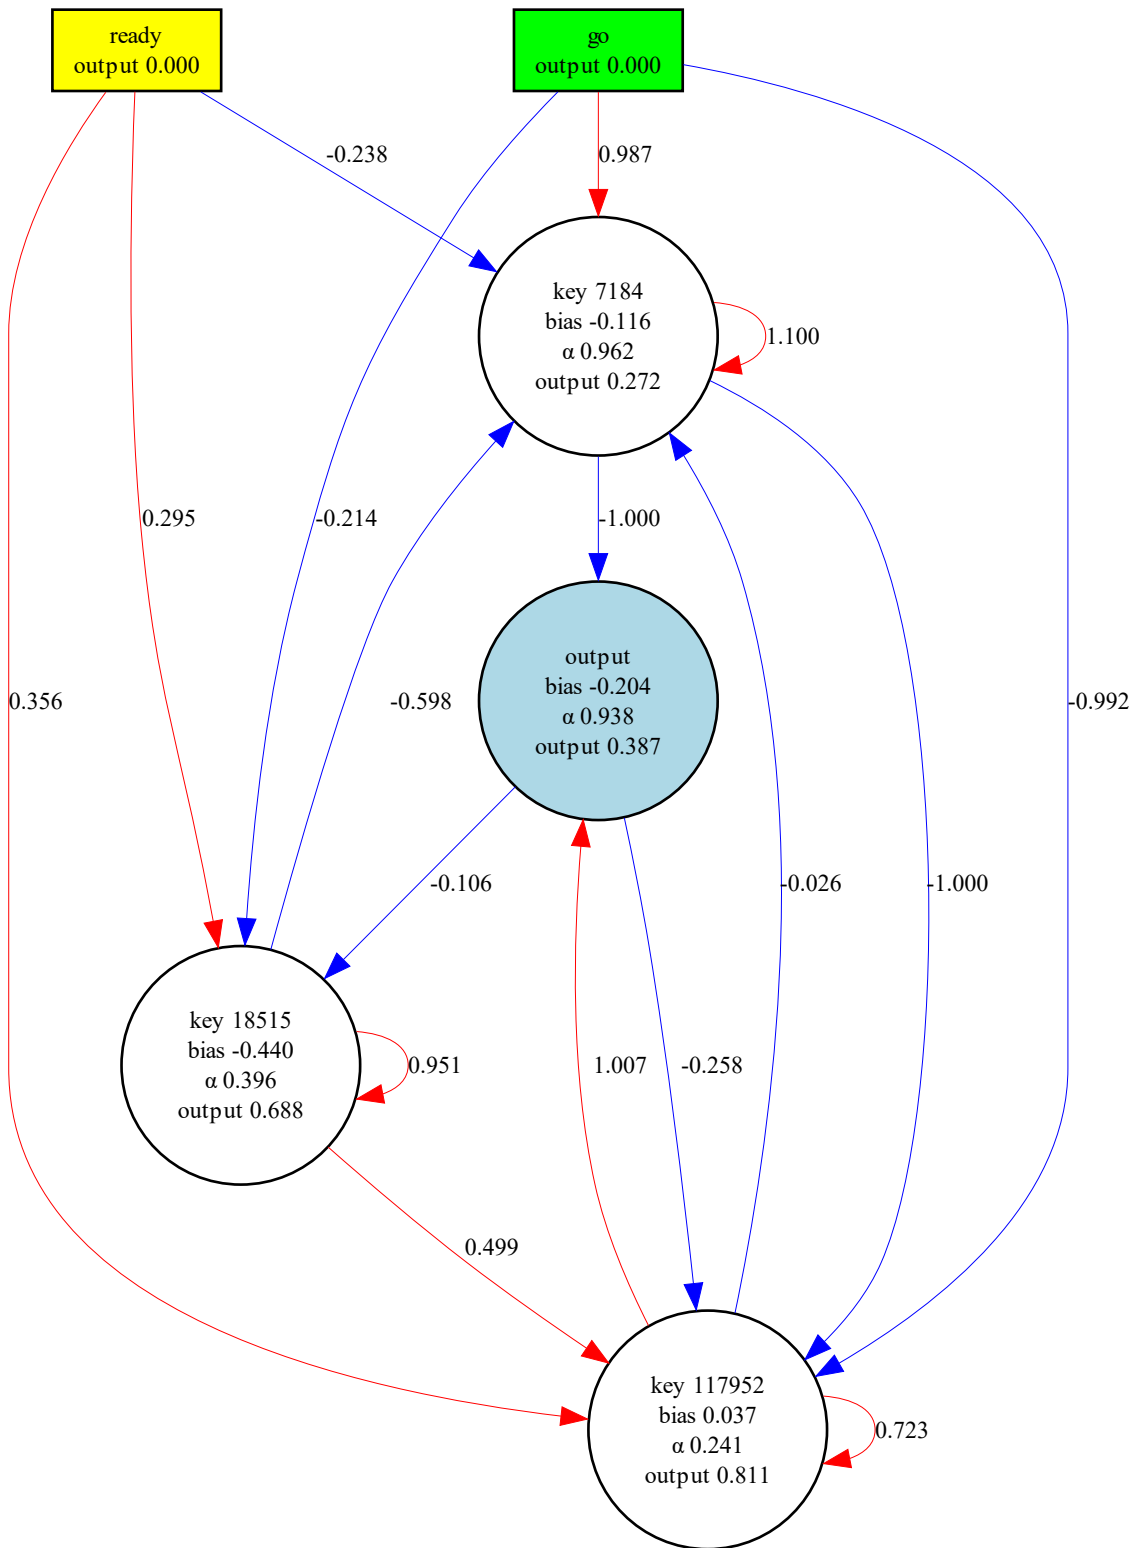 ready
output 0.000
go
output 0.000
-0.238
0.987
key 7184
bias -0.116
α 0.962
output 0.272
1.100
0.295
-0.214
-1.000
output
bias -0.204
α 0.938
output 0.387
0.356
-0.598
-0.992
-0.106
-0.026
-1.000
key 18515
bias -0.440
α 0.396
output 0.688
0.951
1.007
-0.258
0.499
key 117952
bias 0.037
α 0.241
output 0.811
0.723